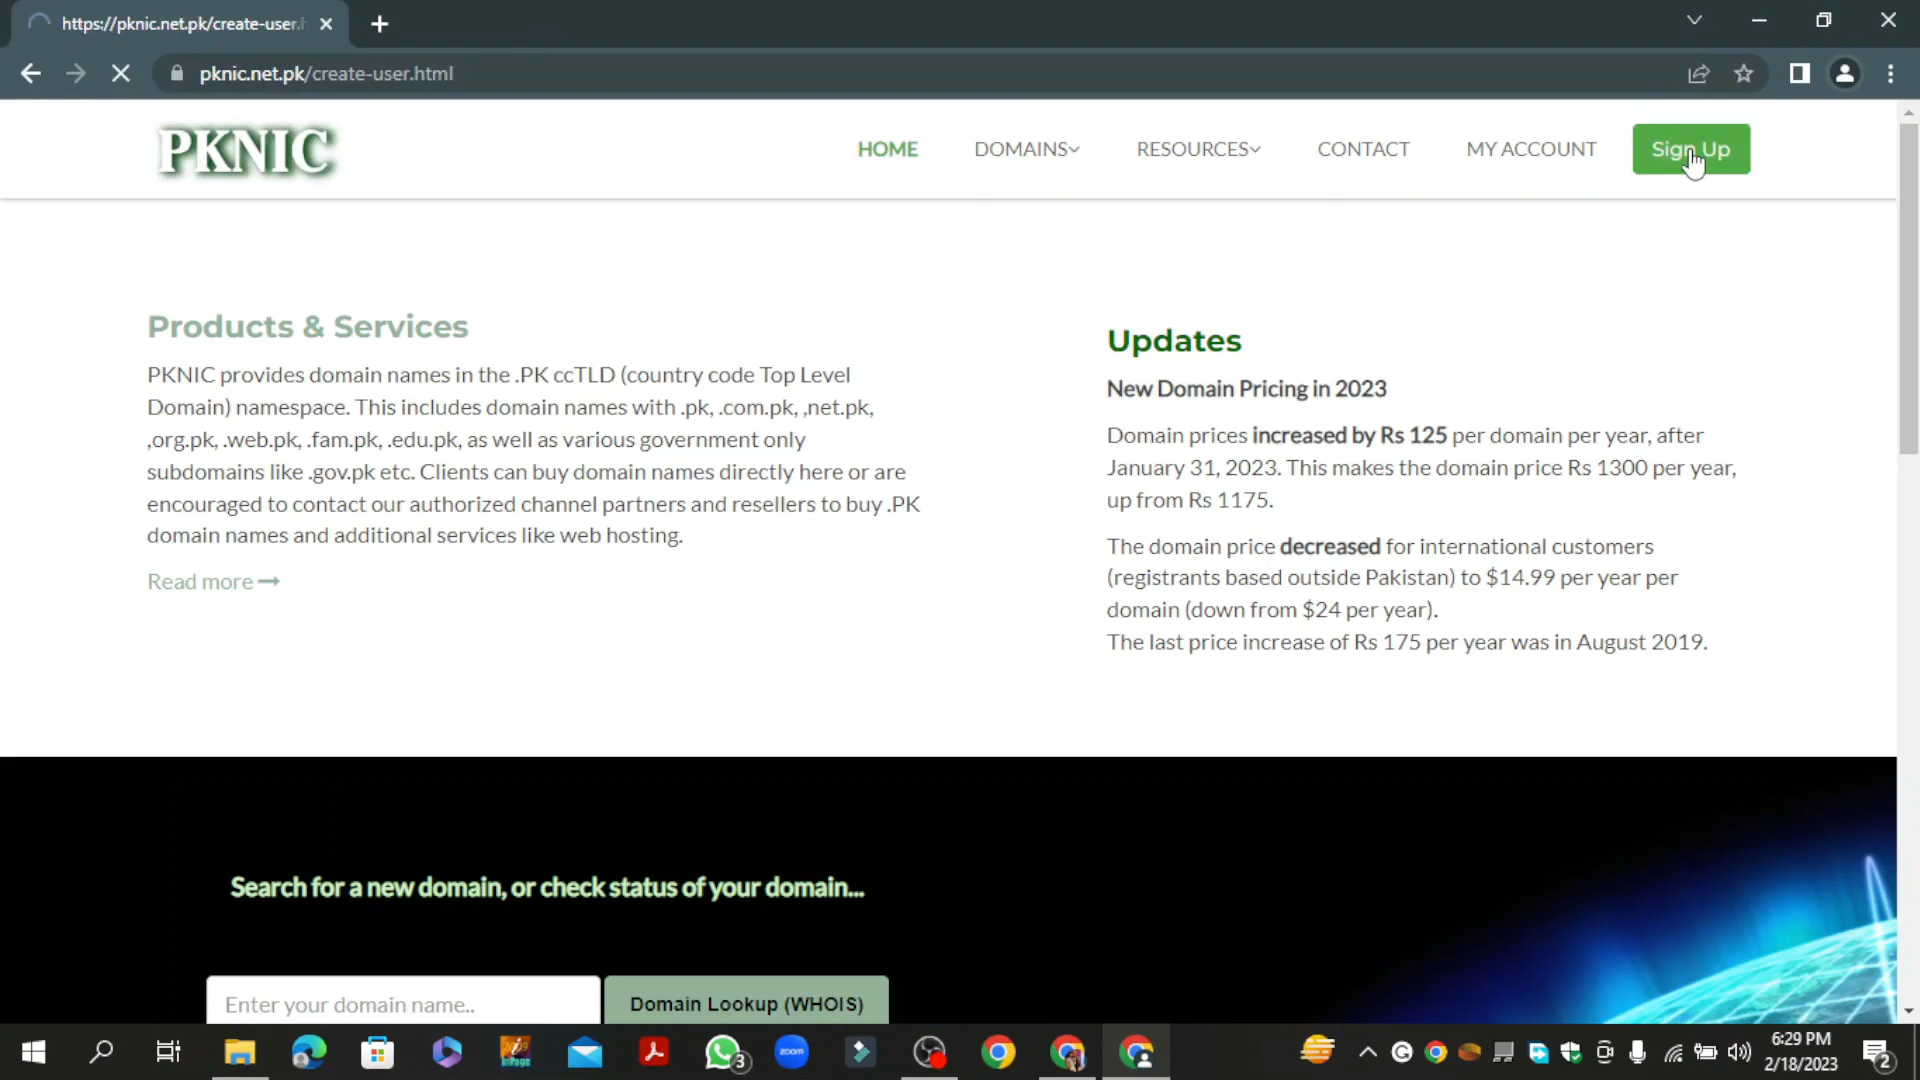 https://pknic.net.pk/create-user.h
pknic.net.pk/create-user.html
PKNIC
HOME
DOMAINS
RESOURCES
CONTACT
MY ACCOUNT
Sign Up
Products & Services
PKNIC provides domain names in the .PK ccTLD (country code Top Level
Domain) namespace. This includes domain names with .pk, .com.pk, ,net.pk,
,org.pk, .web.pk, .fam.pk, .edu.pk, as well as various government only
subdomains like .gov.pk etc. Clients can buy domain names directly here or are
encouraged to contact our authorized channel partners and resellers to buy .PK
domain names and additional services like web hosting.
Read more
Updates
New Domain Pricing in 2023
Domain prices increased by Rs 125 per domain per year, after
January 31, 2023. This makes the domain price Rs 1300 per year,
up from Rs 1175.
The domain price decreased for international customers
(registrants based outside Pakistan) to $14.99 per year per
domain (down from $24 per year).
The last price increase of Rs 175 per year was in August 2019.
Search for a new domain, or check status of your domain...
Enter your domain name..
Domain Lookup (WHOIS)
InPage
3
zoom
6:29 PM
2/18/2023
2